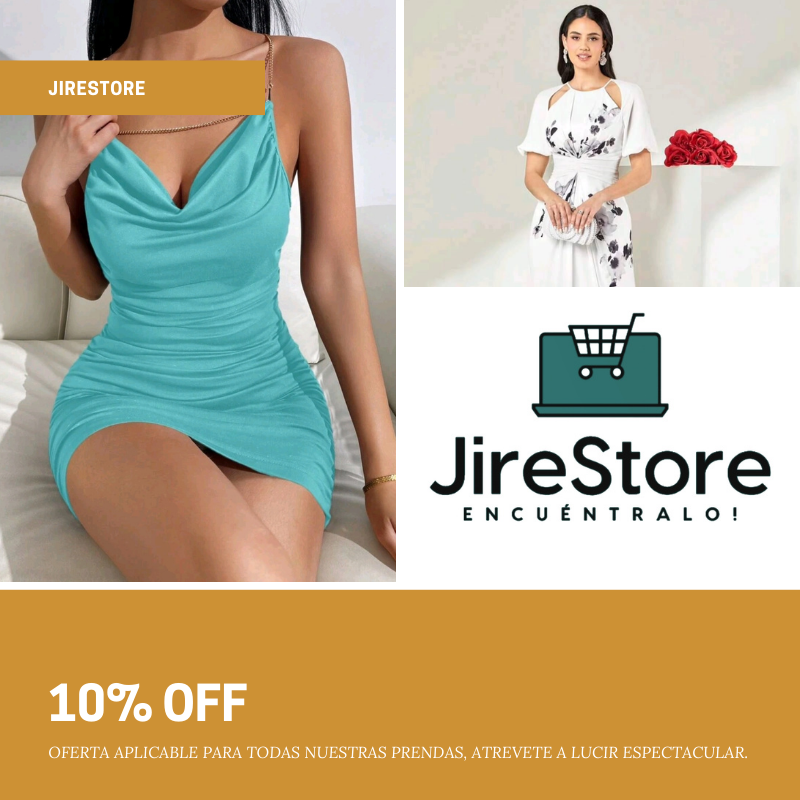 JIRESTORE
JireStore
ENCUÉNTRALO!
10% OFF
OFERTA APLICABLE PARA TODAS NUESTRAS PRENDAS, ATREVETE A LUCIR ESPECTACULAR.